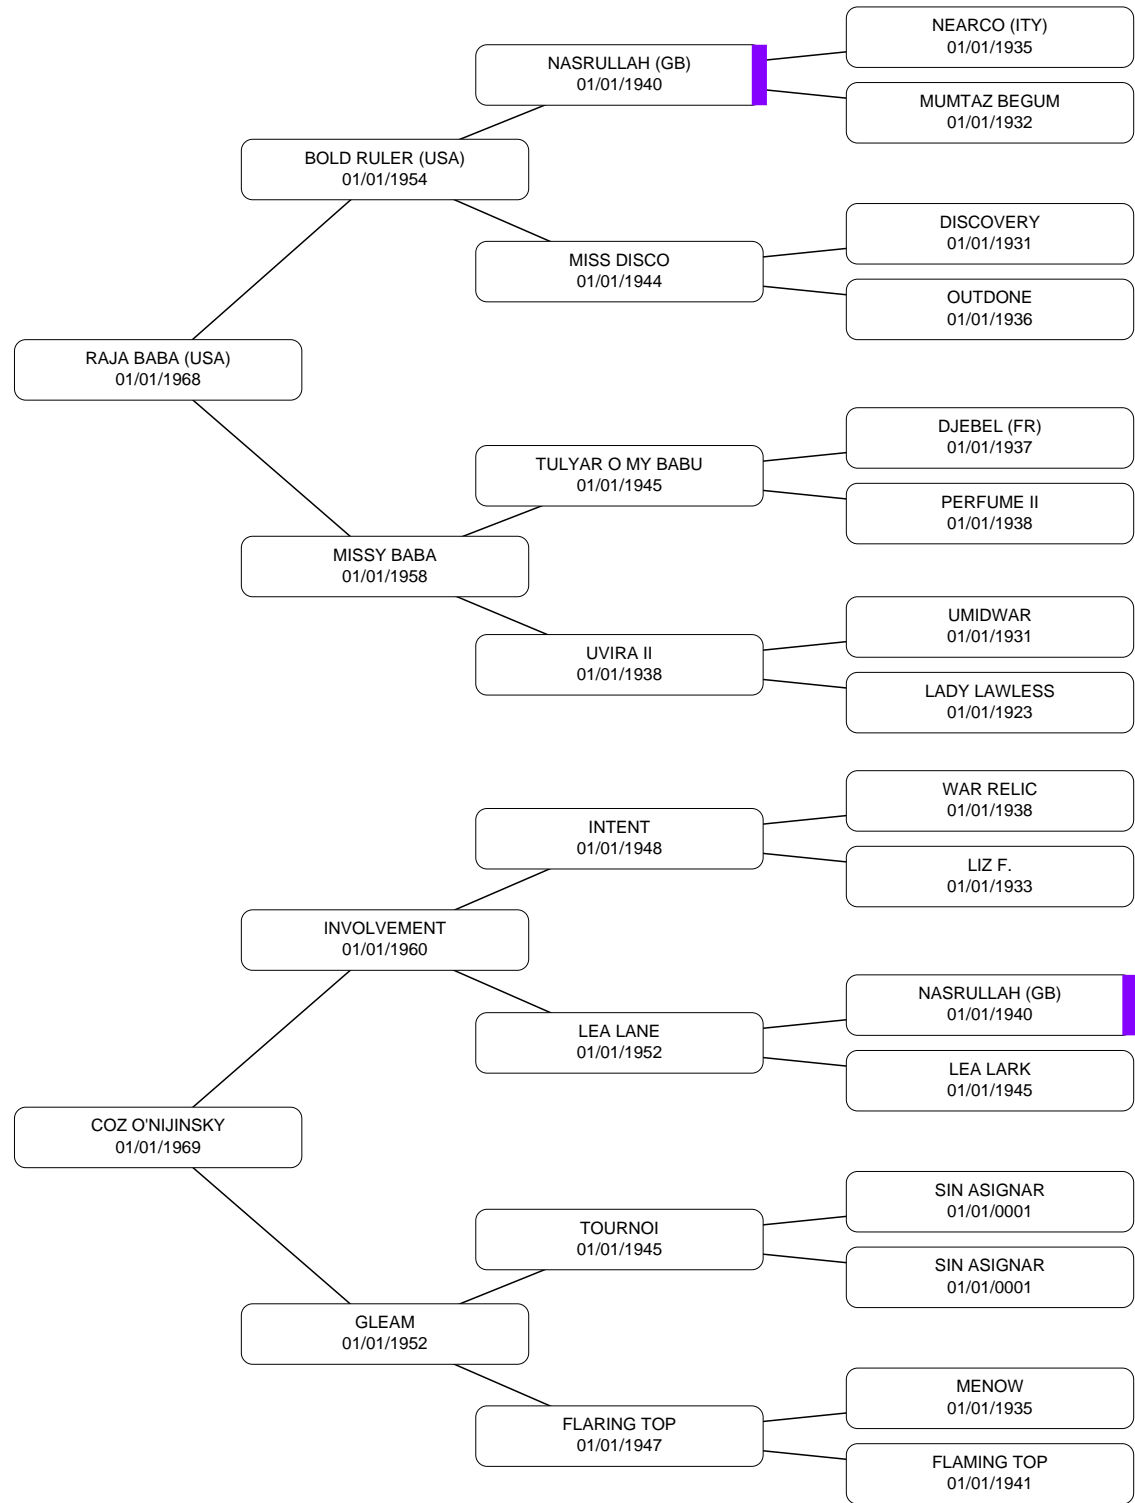 NEARCO (ITY)
01/01/1935
NASRULLAH (GB)
01/01/1940
MUMTAZ BEGUM
01/01/1932
BOLD RULER (USA)
01/01/1954
DISCOVERY
01/01/1931
MISS DISCO
01/01/1944
OUTDONE
01/01/1936
RAJA BABA (USA)
01/01/1968
DJEBEL (FR)
01/01/1937
TULYAR O MY BABU
01/01/1945
PERFUME II
01/01/1938
MISSY BABA
01/01/1958
UMIDWAR
01/01/1931
UVIRA II
01/01/1938
LADY LAWLESS
01/01/1923
WAR RELIC
01/01/1938
INTENT
01/01/1948
LIZ F.
01/01/1933
INVOLVEMENT
01/01/1960
NASRULLAH (GB)
01/01/1940
LEA LANE
01/01/1952
LEA LARK
01/01/1945
COZ O'NIJINSKY
01/01/1969
SIN ASIGNAR
01/01/0001
TOURNOI
01/01/1945
SIN ASIGNAR
01/01/0001
GLEAM
01/01/1952
MENOW
01/01/1935
FLARING TOP
01/01/1947
FLAMING TOP
01/01/1941